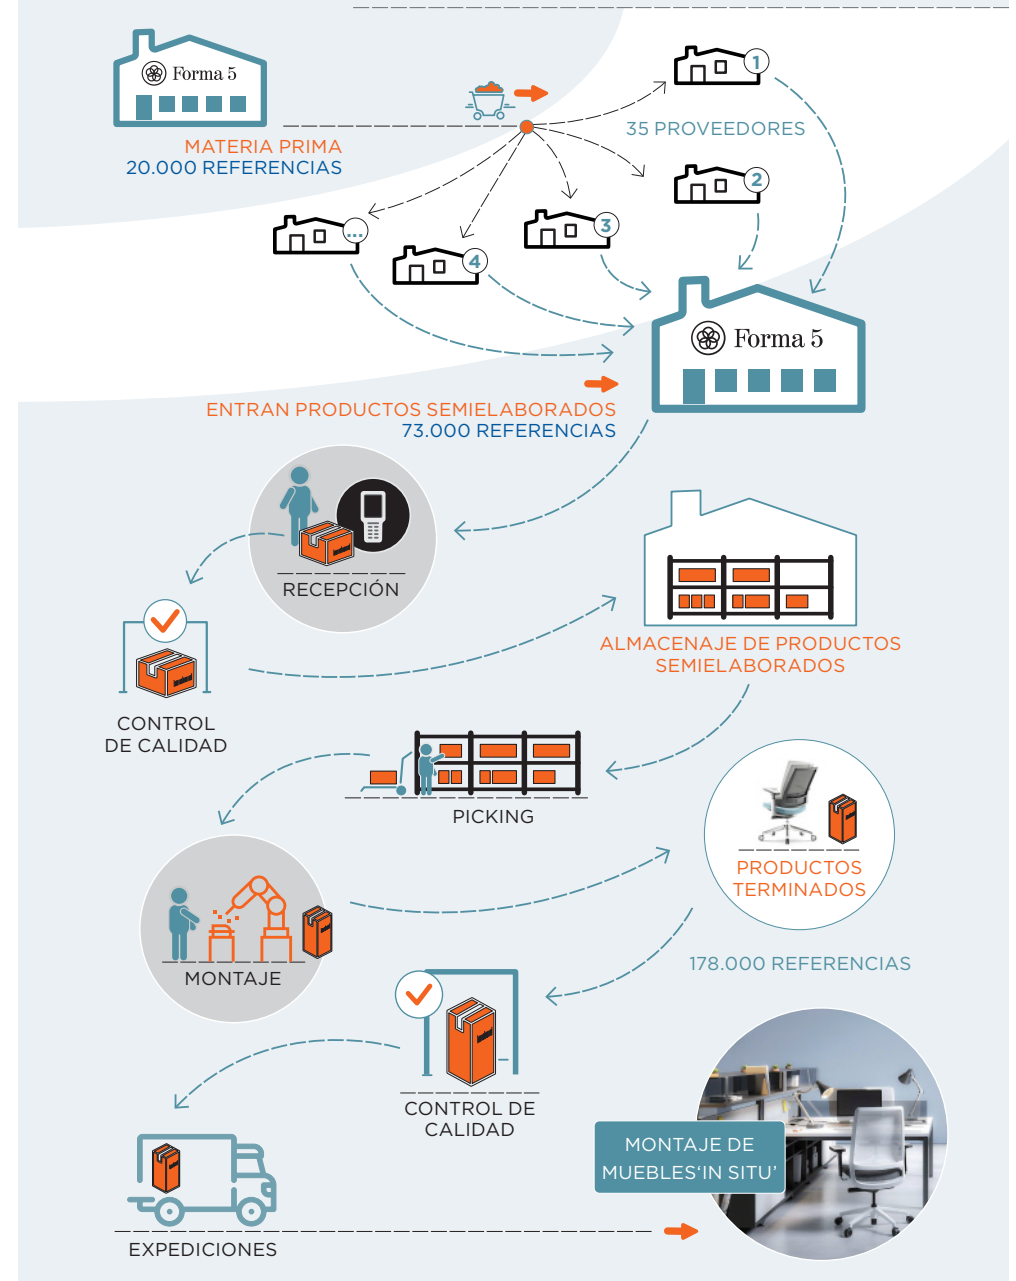 Forma 5
MATERIA PRIMA
20.000 REFERENCIAS
1
35 PROVEEDORES
2
3
4
...
Forma 5
ENTRAN PRODUCTOS SEMIELABORADOS
73.000 REFERENCIAS
RECEPCIÓN
CONTROL
DE CALIDAD
ALMACENAJE DE PRODUCTOS
SEMIELABORADOS
PICKING
MONTAJE
PRODUCTOS
TERMINADOS
178.000 REFERENCIAS
CONTROL DE
CALIDAD
EXPEDICIONES
MONTAJE DE
MUEBLES‘IN SITU’